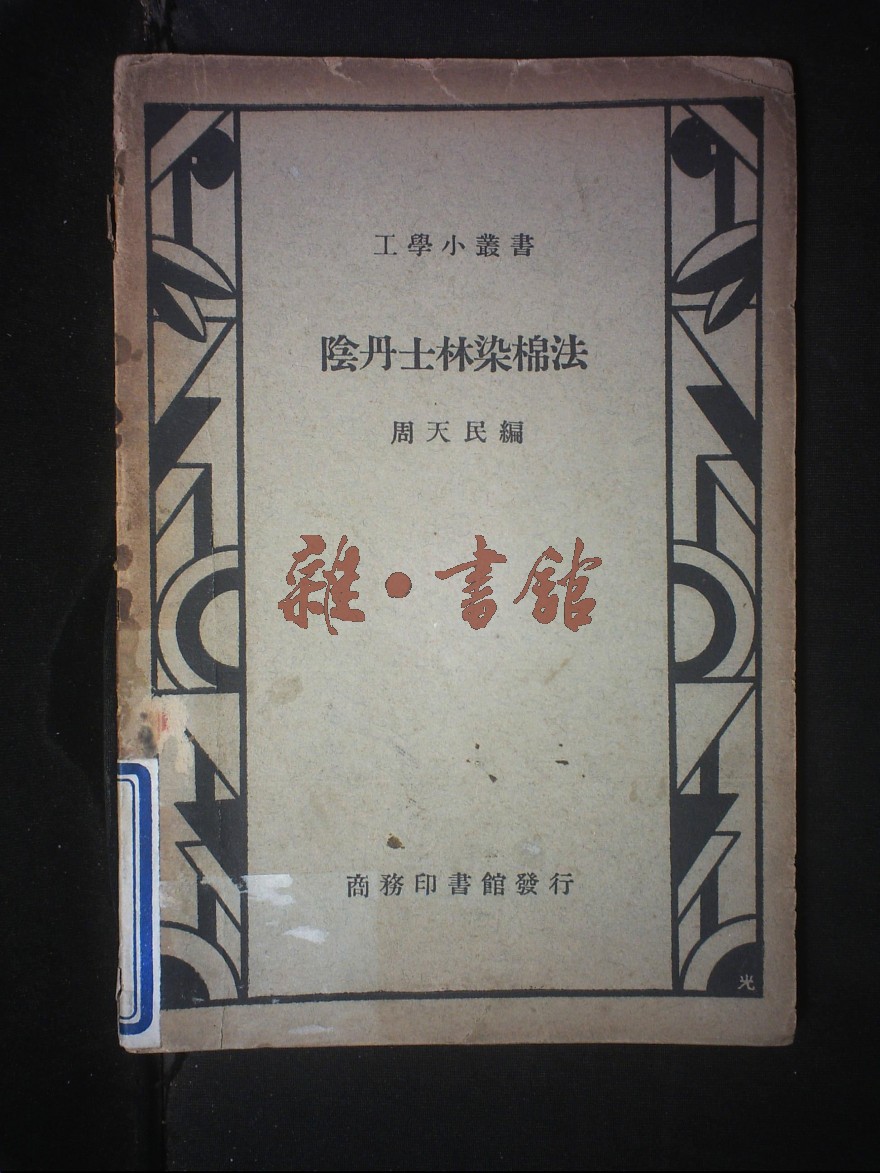 工學小叢書
陰丹士林染棉法
周天民編
雜·書館
商務印書館發行
光